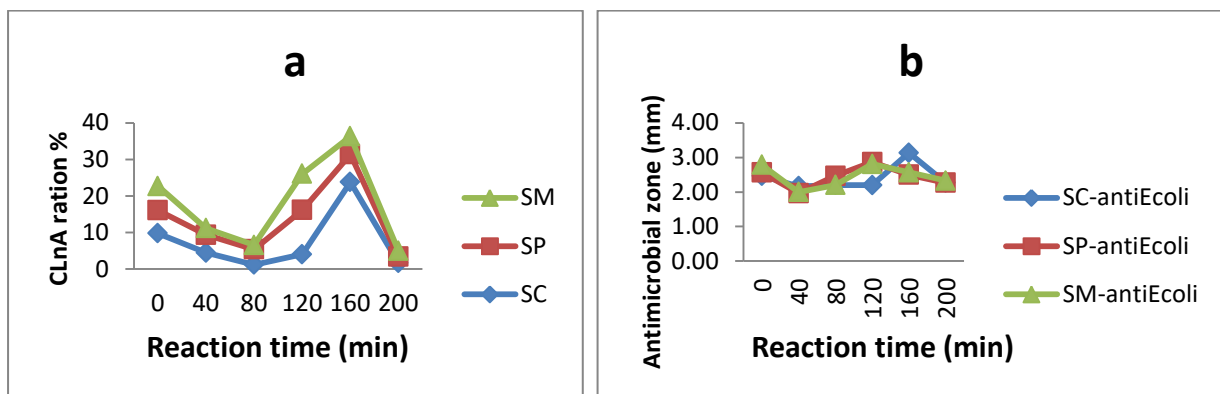 a
CLnA ration %
40
30
20
10
0
0 40 80 120 160 200
Reaction time (min)
SM
SP
SC
b
Antimicrobial zone (mm)
4.00
3.00
2.00
1.00
0.00
0 40 80 120 160 200
Reaction time (min)
SC-antiEcoli
SP-antiEcoli
SM-antiEcoli